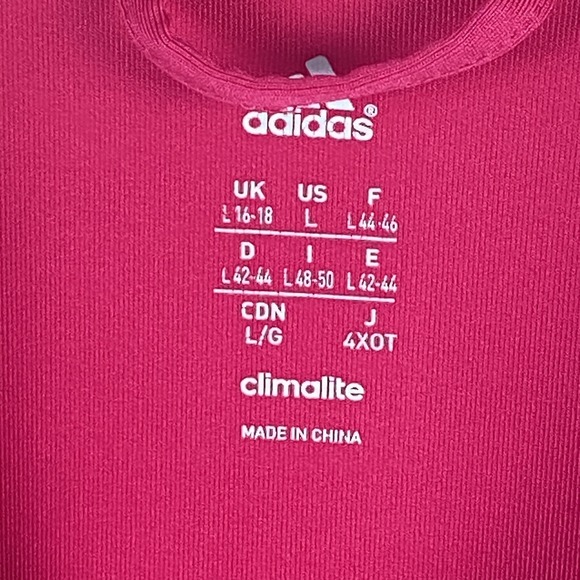 adidas®
UK US F
L 16-18 L L 44-46
D I E
L 42-44 L 48-50 L 42-44
CDN J
L/G 4XOT
climalite
MADE IN CHINA